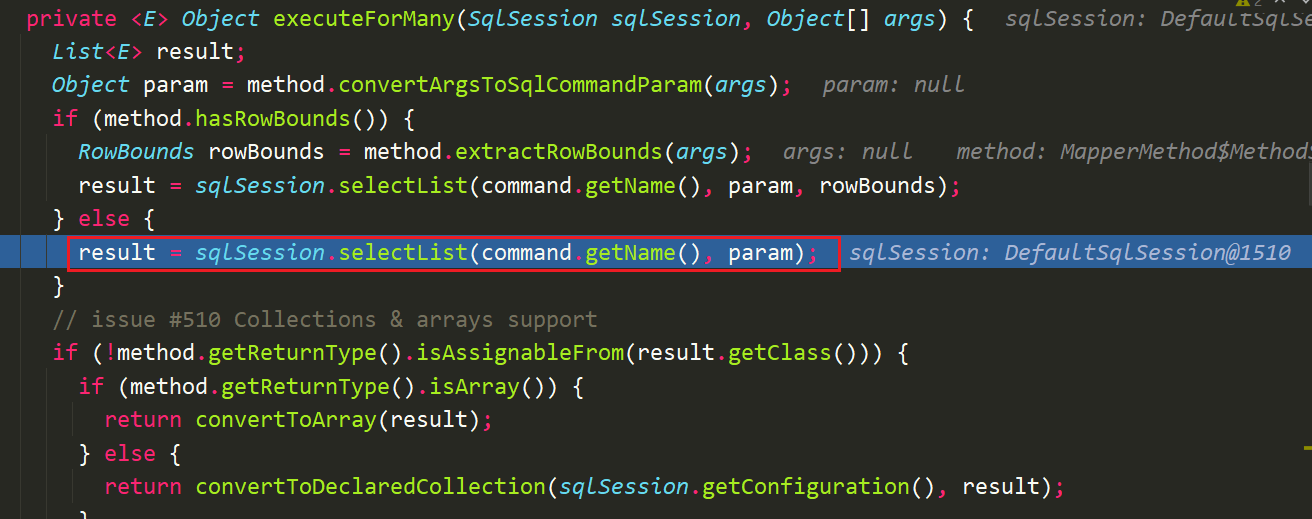 private <E> Object executeForMany(SqlSession sqlSession, Object[] args) {   sqlSession: DefaultSqlSe
  List<E> result;
  Object param = method.convertArgsToSqlCommandParam(args);   param: null
  if (method.hasRowBounds()) {
    RowBounds rowBounds = method.extractRowBounds(args);   args: null   method: MapperMethod$Method$
    result = sqlSession.selectList(command.getName(), param, rowBounds);
  } else {
    result = sqlSession.selectList(command.getName(), param);   sqlSession: DefaultSqlSession@1510
  }
  // issue #510 Collections & arrays support
  if (!method.getReturnType().isAssignableFrom(result.getClass())) {
    if (method.getReturnType().isArray()) {
      return convertToArray(result);
    } else {
      return convertToDeclaredCollection(sqlSession.getConfiguration(), result);
    }